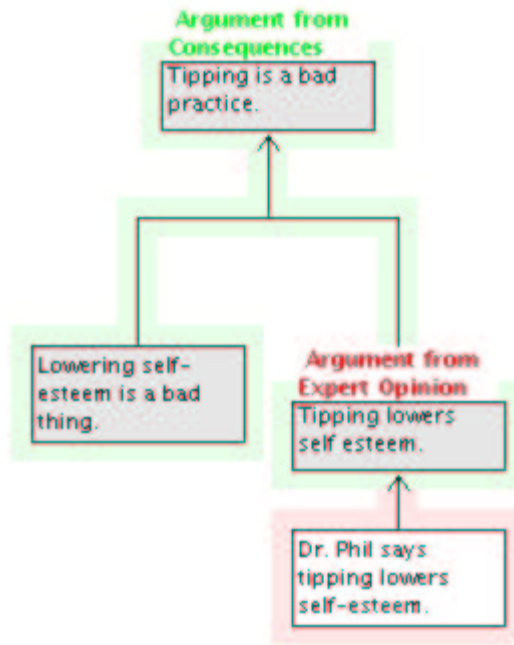 Argument from
Consequences
Tipping is a bad
practice.
Lowering self-
esteem is a bad
thing.
Argument from
Expert Opinion
Tipping lowers
self esteem.
Dr. Phil says
tipping lowers
self-esteem.